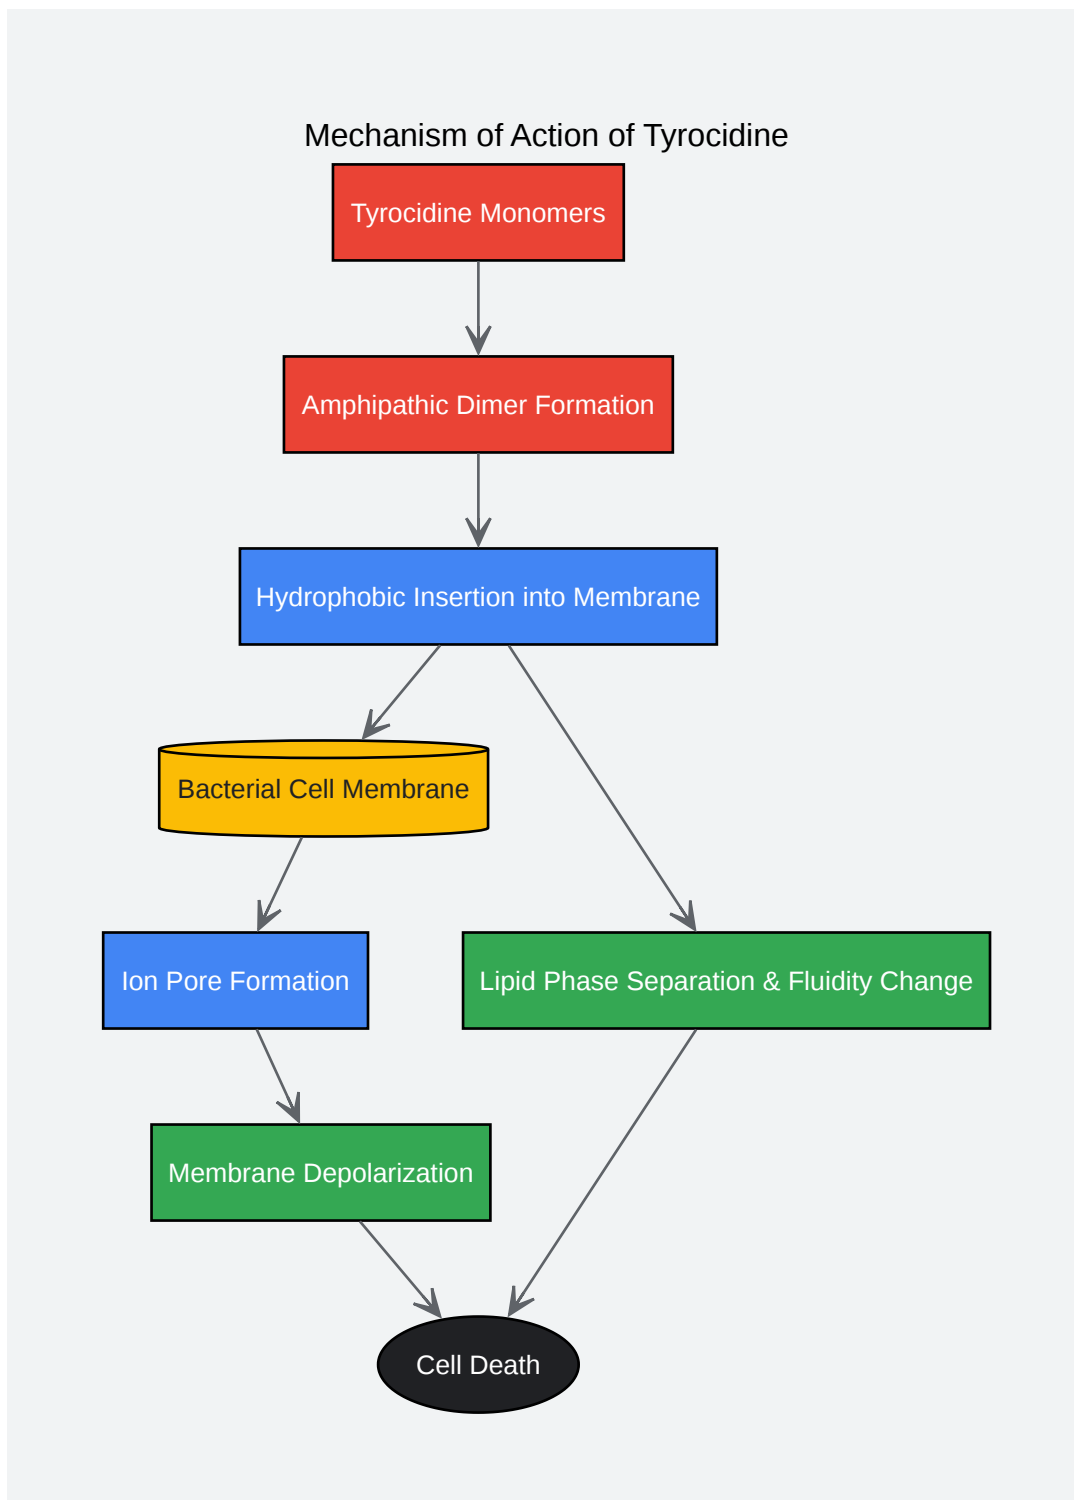 Mechanism of Action of Tyrocidine
Tyrocidine Monomers
Amphipathic Dimer Formation
Hydrophobic Insertion into Membrane
Bacterial Cell Membrane
Ion Pore Formation
Lipid Phase Separation & Fluidity Change
Membrane Depolarization
Cell Death